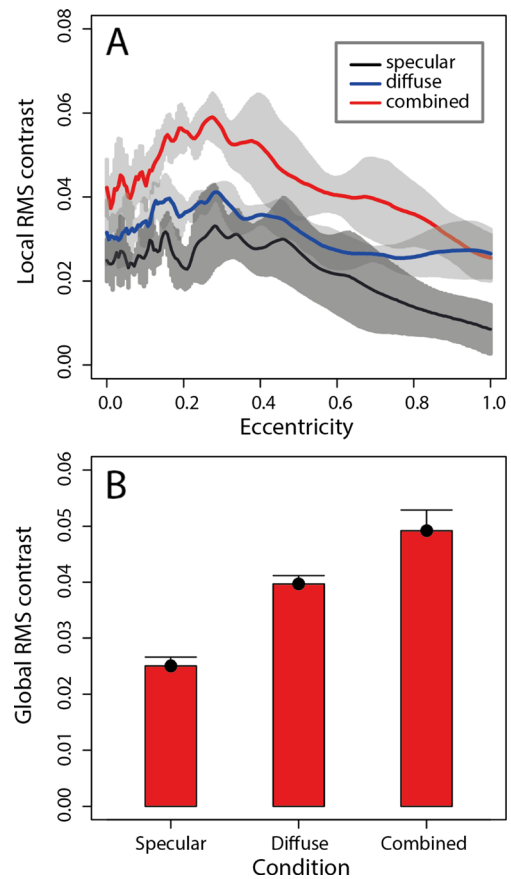 A
specular
diffuse
combined
Local RMS contrast
0.08
0.06
0.04
0.02
0.00
0.0 0.2 0.4 0.6 0.8 1.0
Eccentricity
B
Global RMS contrast
0.06
0.05
0.04
0.03
0.02
0.01
0.00
Specular Diffuse Combined
Condition